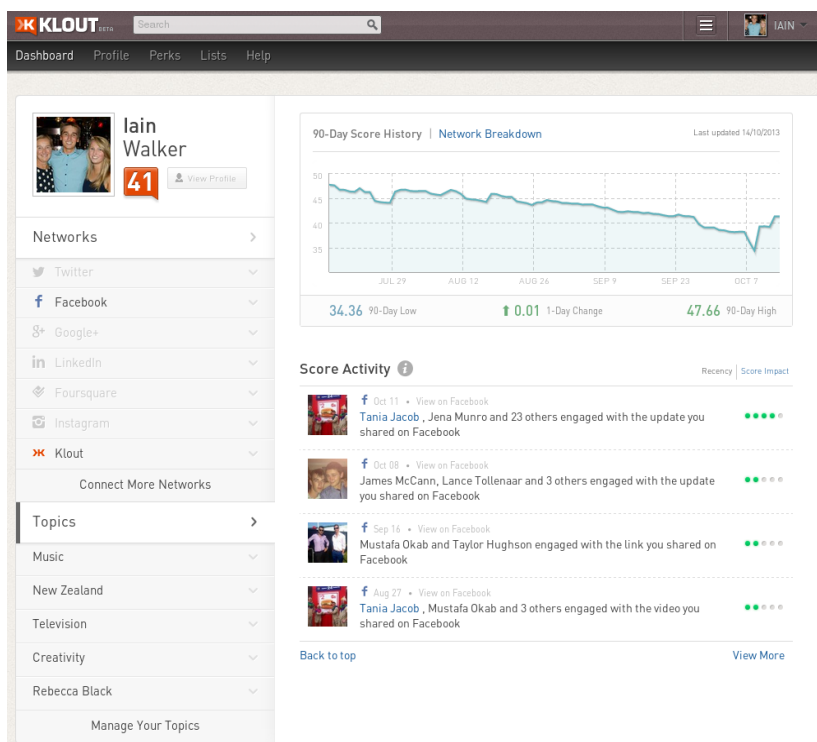 KLOUT BETA
Search
IAIN
Dashboard Profile Perks Lists Help
Iain
Walker
41
View Profile
Networks
Twitter
Facebook
Google+
LinkedIn
Foursquare
Instagram
Klout
Connect More Networks
Topics
Music
New Zealand
Television
Creativity
Rebecca Black
Manage Your Topics
90-Day Score History | Network Breakdown
Last updated 14/10/2013
50
45
40
35
JUL 29 AUG 12 AUG 26 SEP 9 SEP 23 OCT 7
34.36 90-Day Low 0.01 1-Day Change 47.66 90-Day High
Score Activity i
Recency | Score Impact
f Oct 11 • View on Facebook
Tania Jacob , Jena Munro and 23 others engaged with the update you
shared on Facebook
f Oct 08 • View on Facebook
James McCann, Lance Tollenaar and 3 others engaged with the update
you shared on Facebook
f Sep 16 • View on Facebook
Mustafa Okab and Taylor Hughson engaged with the link you shared on
Facebook
f Aug 27 • View on Facebook
Tania Jacob , Mustafa Okab and 3 others engaged with the video you
shared on Facebook
Back to top
View More